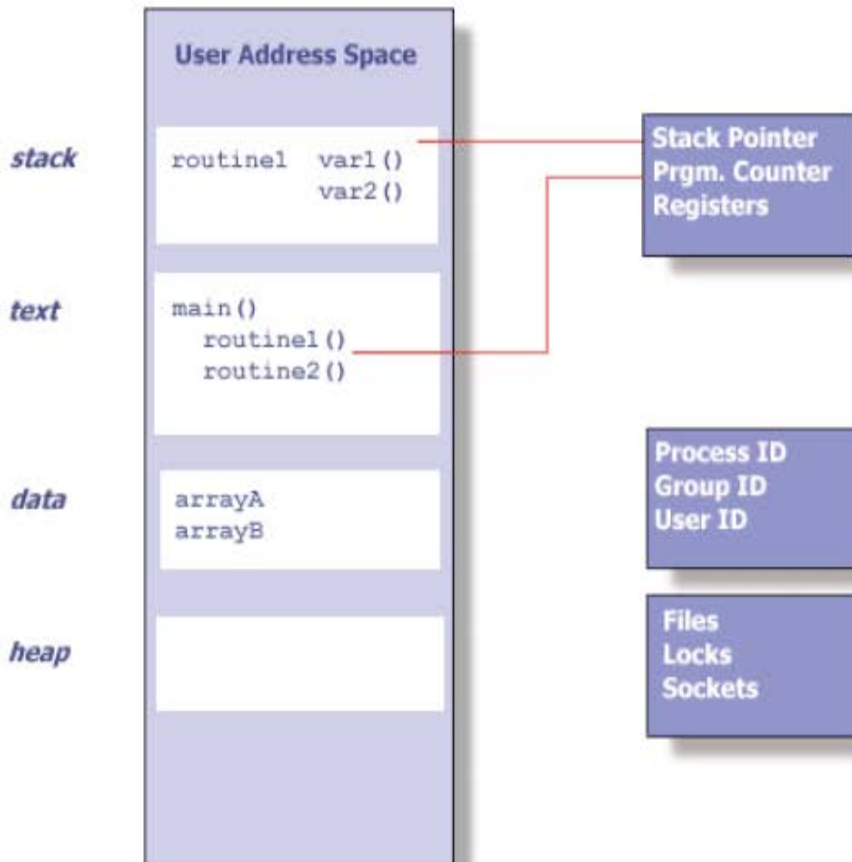 User Address Space
stack
routine1 var1()
var2()
text
main()
routine1()
routine2()
data
arrayA
arrayB
heap
Stack Pointer
Prgm. Counter
Registers
Process ID
Group ID
User ID
Files
Locks
Sockets